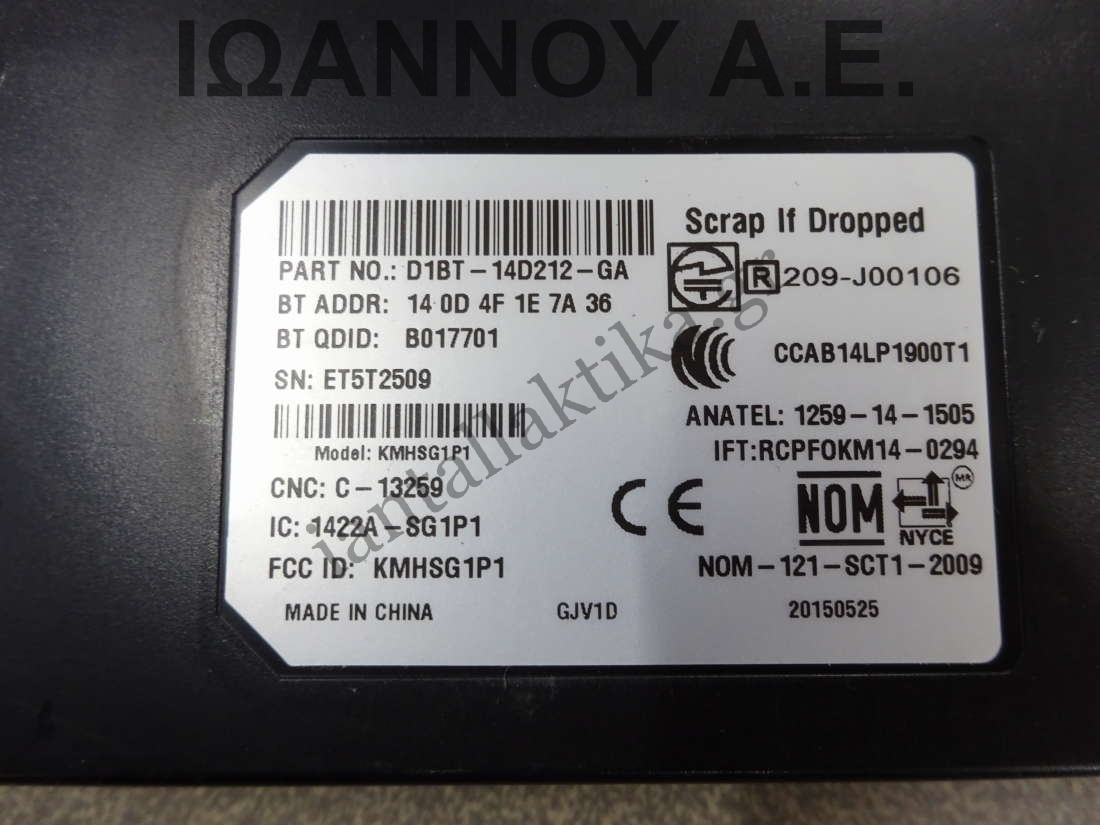 ΙΩΑΝΝΟΥ Α.Ε.
Scrap If Dropped
PART NO.: D1BT-14D212-GA
R 209-J00106
BT ADDR: 14 0D 4F 1E 7A 36
BT QDID: B017701
CCAB14LP1900T1
SN: ET5T2509
ANATEL: 1259-14-1505
Model: KMHSG1P1
IFT:RCPFOKM14-0294
CNC: C-13259
CE
NOM
MR
NYCE
IC: 1422A-SG1P1
FCC ID: KMHSG1P1
NOM-121-SCT1-2009
MADE IN CHINA
GJV1D
20150525
iantallaktika.gr